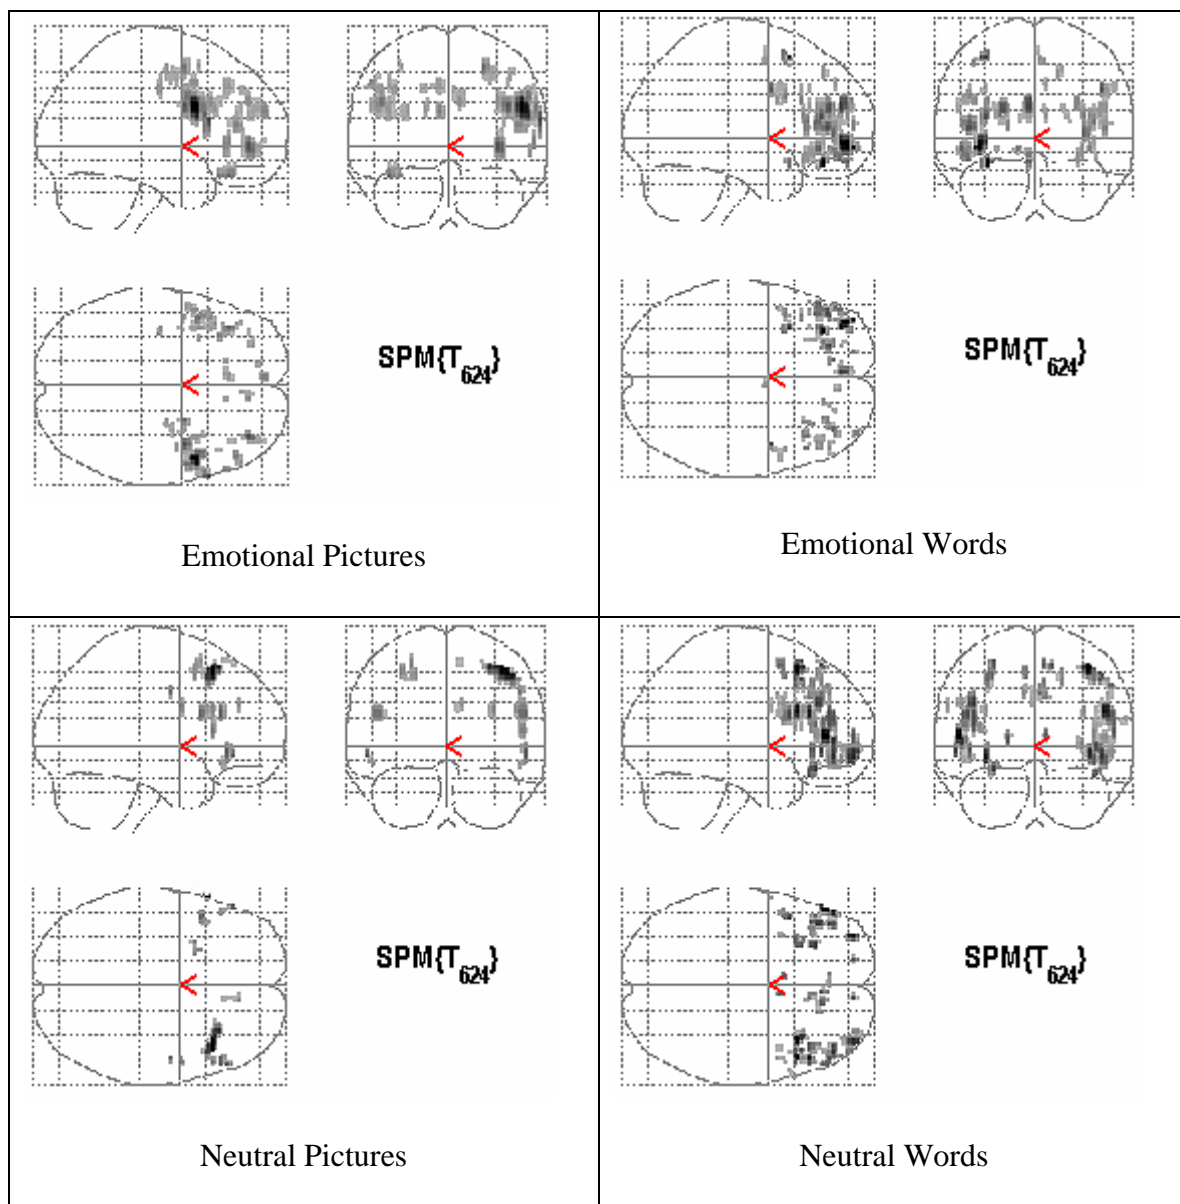 SPM{T624}
Emotional Pictures
SPM{T624}
Emotional Words
SPM{T624}
Neutral Pictures
SPM{T624}
Neutral Words